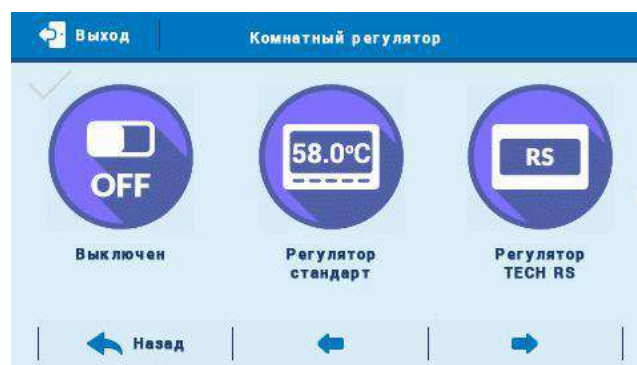 Выход
Комнатный регулятор
OFF
58.0°C
RS
Выключен
Регулятор
стандарт
Регулятор
TECH RS
Назад